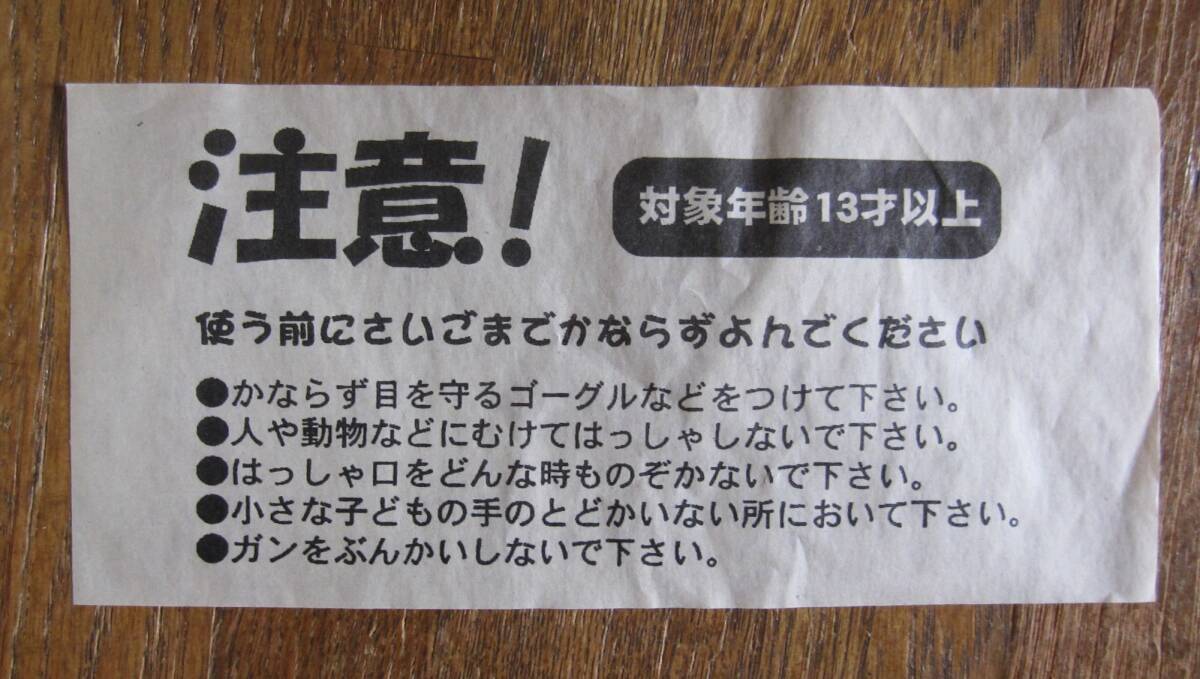 注意!
対象年齢13才以上
使う前にさいごまでかならずよんでください
●かならず目を守るゴーグルなどをつけて下さい。
●人や動物などにむけてはっしゃしないで下さい。
●はっしゃ口をどんな時ものぞかないで下さい。
●小さな子どもの手のとどかいない所において下さい。
●ガンをぶんかいしないで下さい。